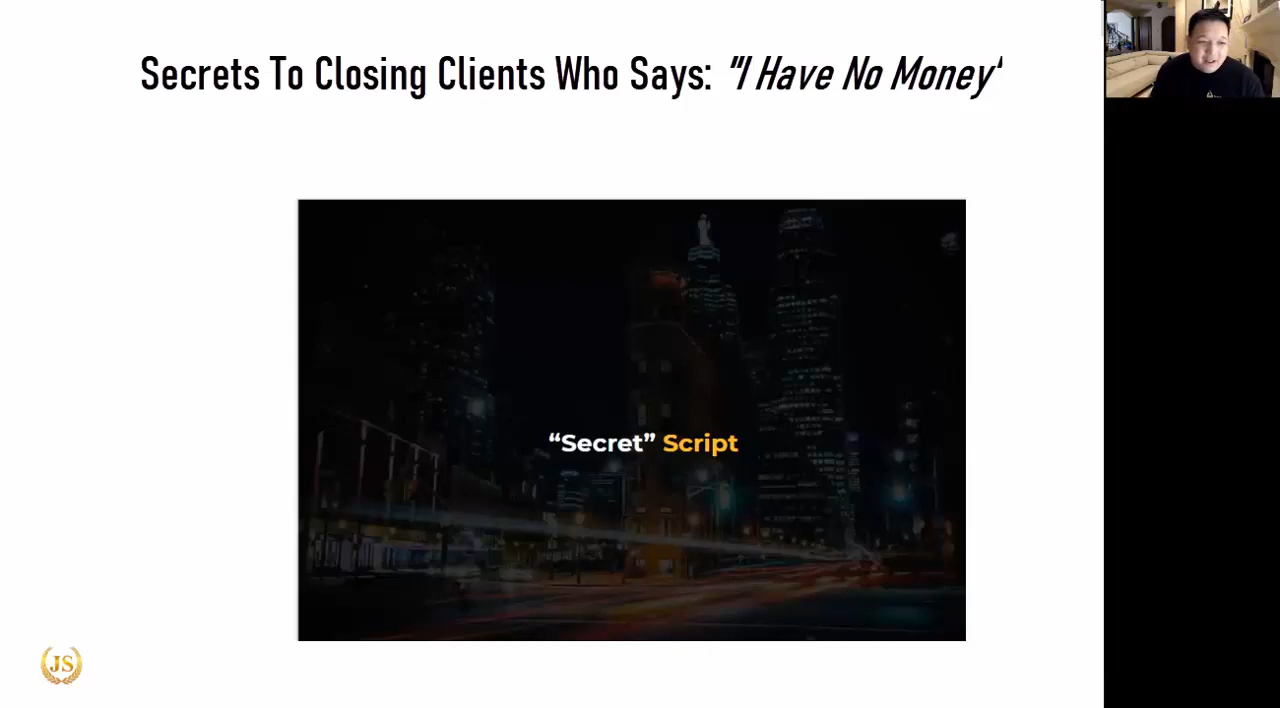 Secrets To Closing Clients Who Says: "I Have No Money'
“Secret” Script
JS